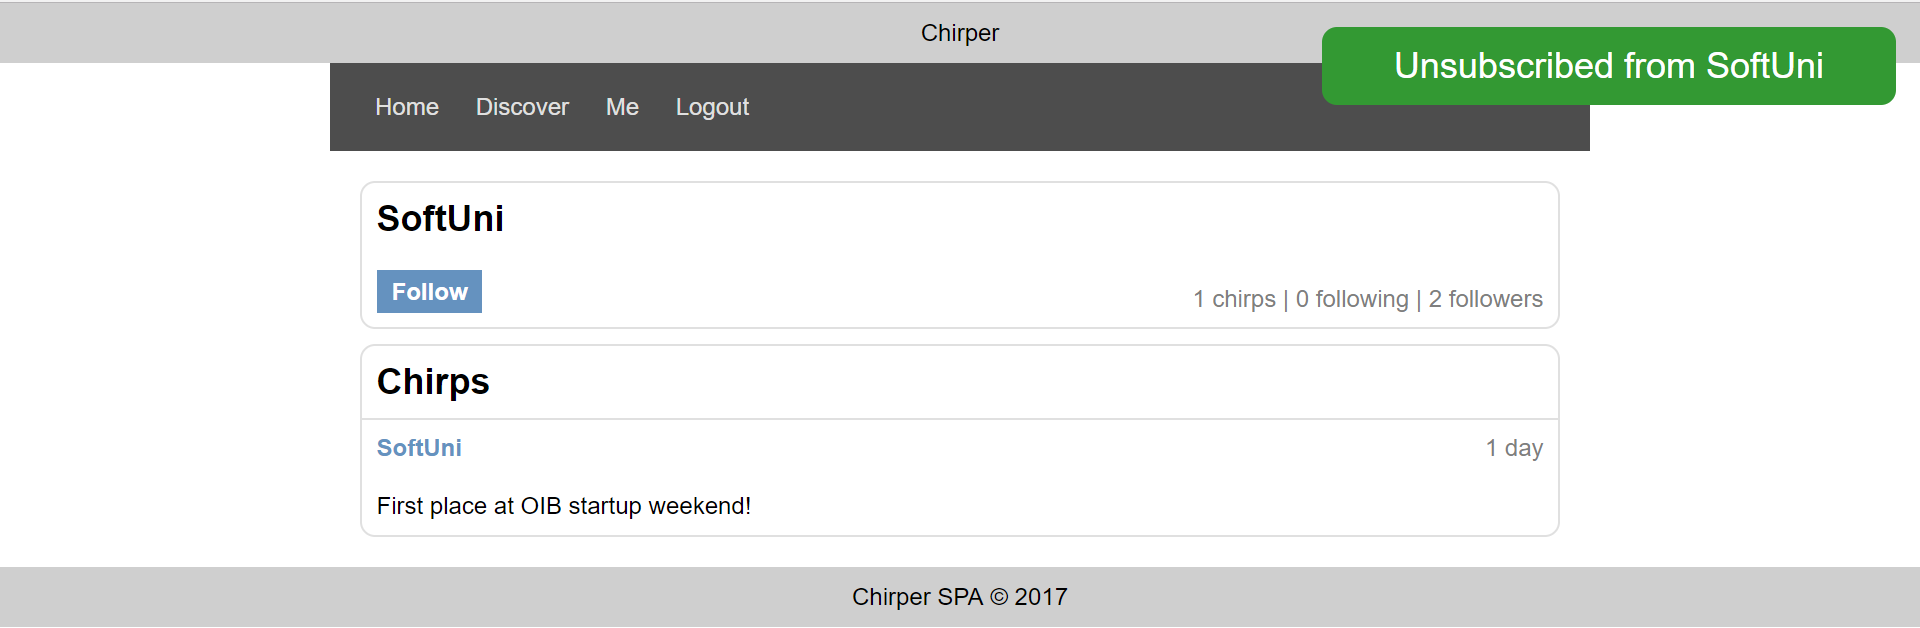 Chirper
Unsubscribed from SoftUni
Home Discover Me Logout
SoftUni
Follow
1 chirps | 0 following | 2 followers
Chirps
SoftUni
1 day
First place at OIB startup weekend!
Chirper SPA © 2017